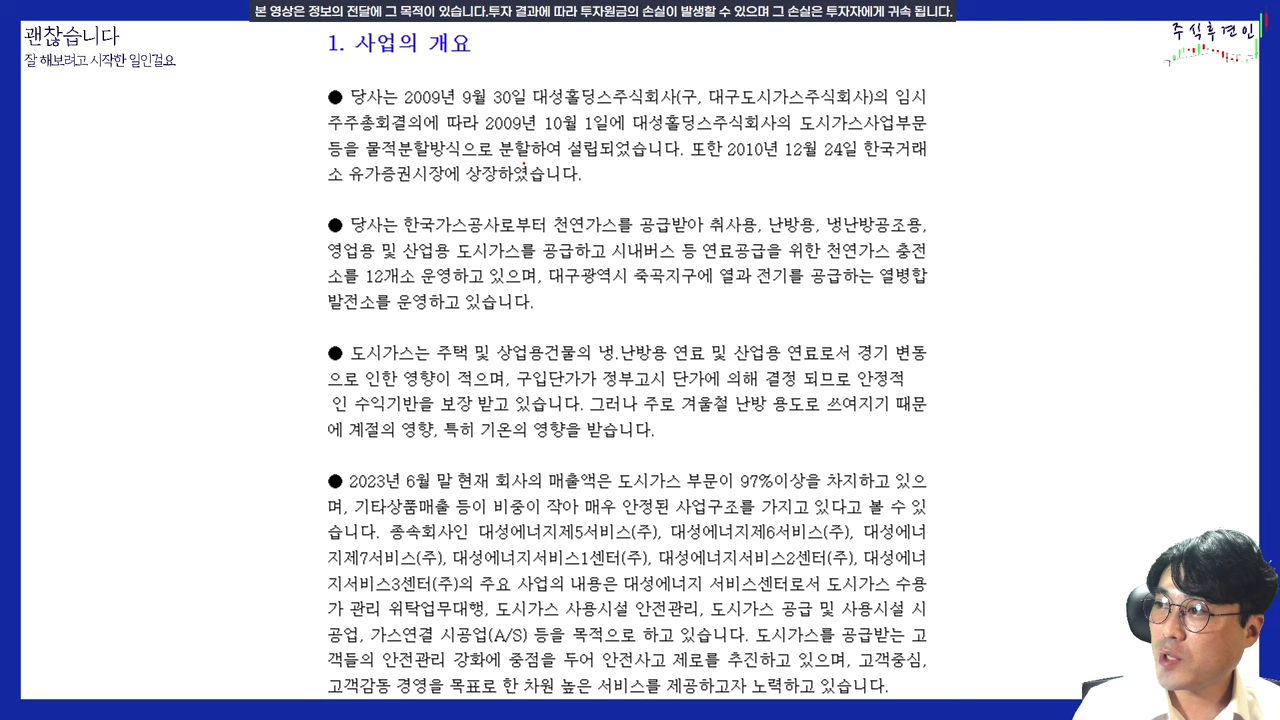 본 영상은 정보의 전달에 그 목적이 있습니다.투자 결과에 따라 투자원금의 손실이 발생할 수 있으며 그 손실은 투자자에게 귀속 됩니다.
괜찮습니다
잘 해보려고 시작한 일인걸요
주식후견인
1. 사업의 개요
● 당사는 2009년 9월 30일 대성홀딩스주식회사(구, 대구도시가스주식회사)의 임시
주주총회결의에 따라 2009년 10월 1일에 대성홀딩스주식회사의 도시가스사업부문
등을 물적분할방식으로 분할하여 설립되었습니다. 또한 2010년 12월 24일 한국거래
소 유가증권시장에 상장하였습니다.
● 당사는 한국가스공사로부터 천연가스를 공급받아 취사용, 난방용, 냉난방공조용,
영업용 및 산업용 도시가스를 공급하고 시내버스 등 연료공급을 위한 천연가스 충전
소를 12개소 운영하고 있으며, 대구광역시 죽곡지구에 열과 전기를 공급하는 열병합
발전소를 운영하고 있습니다.
● 도시가스는 주택 및 상업용건물의 냉.난방용 연료 및 산업용 연료로서 경기 변동
으로 인한 영향이 적으며, 구입단가가 정부고시 단가에 의해 결정 되므로 안정적
인 수익기반을 보장 받고 있습니다. 그러나 주로 겨울철 난방 용도로 쓰여지기 때문
에 계절의 영향, 특히 기온의 영향을 받습니다.
● 2023년 6월 말 현재 회사의 매출액은 도시가스 부문이 97%이상을 차지하고 있으
며, 기타상품매출 등이 비중이 작아 매우 안정된 사업구조를 가지고 있다고 볼 수 있
습니다. 종속회사인 대성에너지제5서비스(주), 대성에너지제6서비스(주), 대성에너
지제7서비스(주), 대성에너지서비스1센터(주), 대성에너지서비스2센터(주), 대성에너
지서비스3센터(주)의 주요 사업의 내용은 대성에너지 서비스센터로서 도시가스 수용
가 관리 위탁업무대행, 도시가스 사용시설 안전관리, 도시가스 공급 및 사용시설 시
공업, 가스연결 시공업(A/S) 등을 목적으로 하고 있습니다. 도시가스를 공급받는 고
객들의 안전관리 강화에 중점을 두어 안전사고 제로를 추진하고 있으며, 고객중심,
고객감동 경영을 목표로 한 차원 높은 서비스를 제공하고자 노력하고 있습니다.